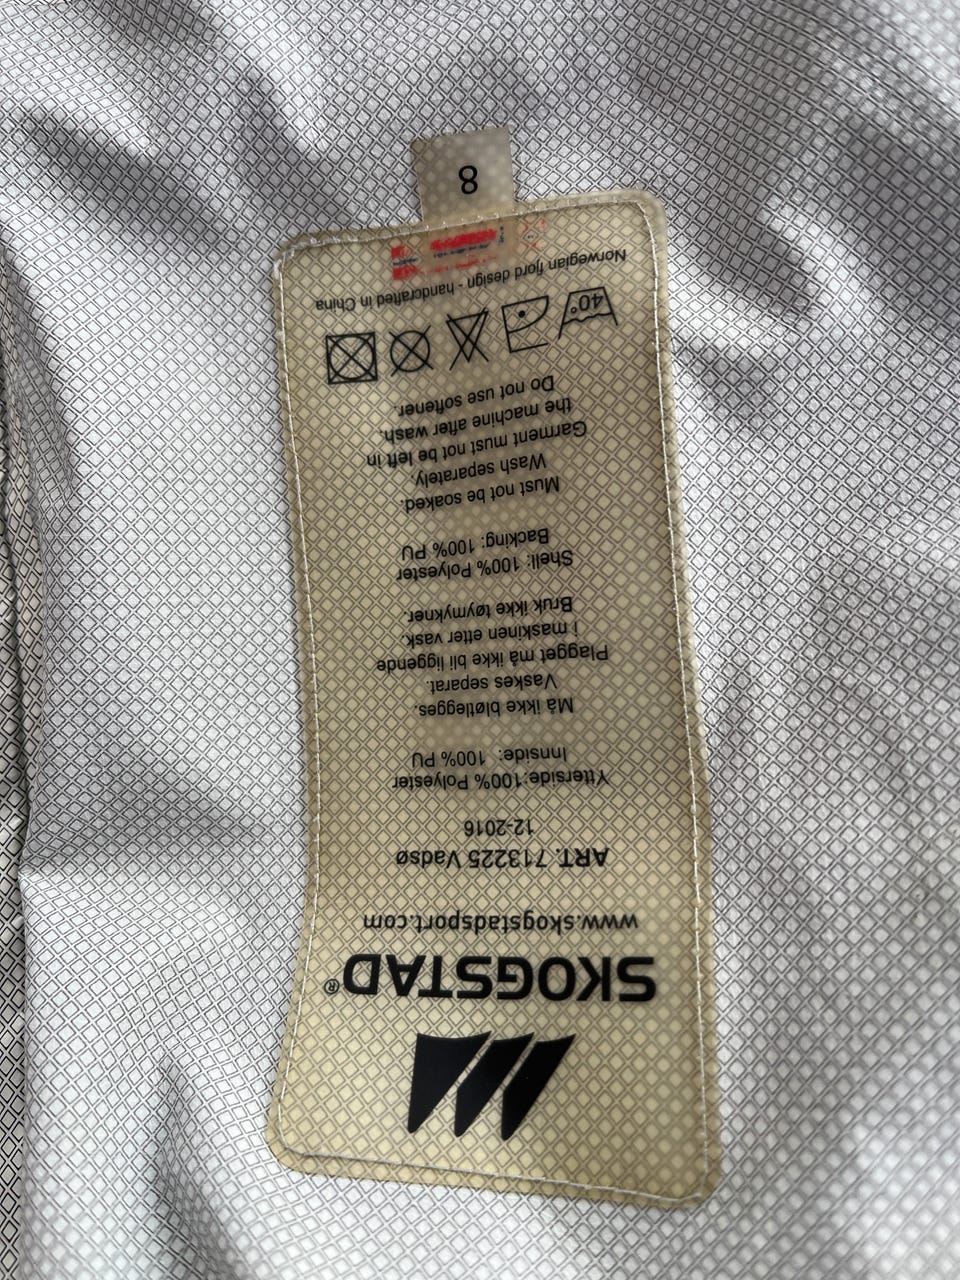 SKOGSTAD®
www.skogstadsport.com
ART. 713225 Vadsø
12-2016
Ytterside:100% Polyester
Innside: 100% PU
Må ikke bløtlegges.
Vaskes separat.
Plagget må ikke bli liggende
i maskinen etter vask.
Bruk ikke tøymykner.
Shell: 100% Polyester
Backing: 100% PU
Must not be soaked.
Wash separately.
Garment must not be left in
the machine after wash.
Do not use softener.
40°
Norwegian fjord design - handcrafted in China
8